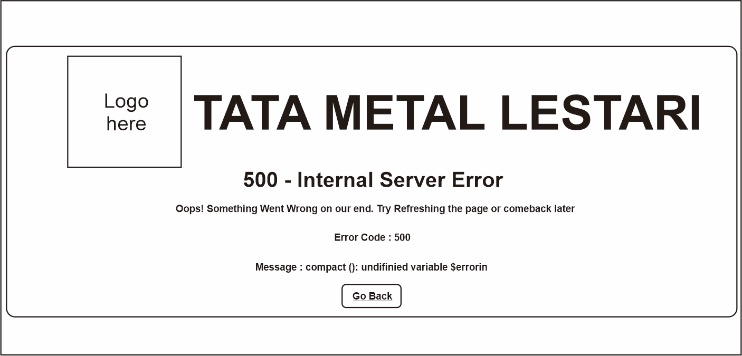 Logo
here
TATA METAL LESTARI
500 - Internal Server Error
Oops! Something Went Wrong on our end. Try Refreshing the page or comeback later
Error Code : 500
Message : compact (): undifinied variable $errorin
Go Back